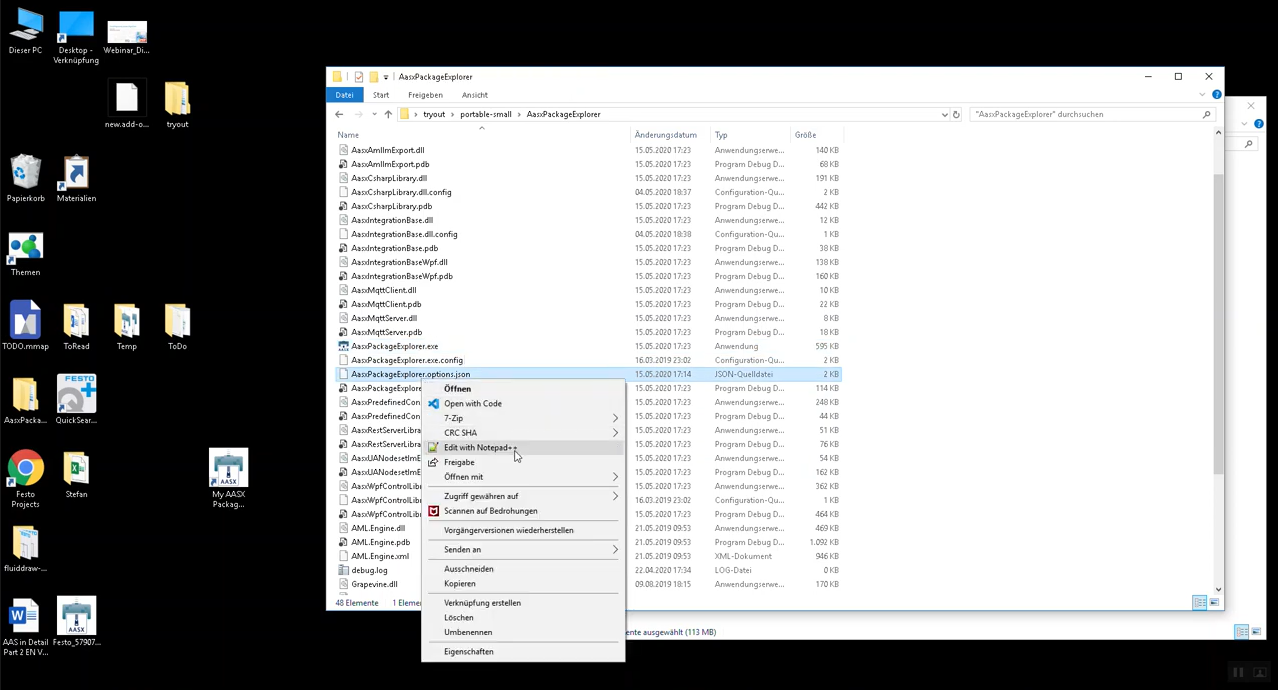 Dieser PC
Desktop -
Verknüpfung
Webinar_Di...
new.add-o...
tryout
Papierkorb
Materialien
Themen
TODO.mmap
ToRead
Temp
ToDo
AasxPacka...
FESTO
QuickSear...
Festo
Projects
Stefan
AASX
My AASX
Packag...
fluiddraw-...
AAS in Detail
Part 2 EN V...
AASX
Festo_57907...
AasxPackageExplorer
Datei Start Freigeben Ansicht
tryout portable-small AasxPackageExplorer "AasxPackageExplorer" durchsuchen
Name Änderungsdatum Typ Größe
AasxAmlImExport.dll 15.05.2020 17:23 Anwendungserwe... 140 KB
AasxAmlImExport.pdb 15.05.2020 17:23 Program Debug D... 68 KB
AasxCsharpLibrary.dll 15.05.2020 17:23 Anwendungserwe... 191 KB
AasxCsharpLibrary.dll.config 04.05.2020 18:37 Configuration-Qu... 2 KB
AasxCsharpLibrary.pdb 15.05.2020 17:23 Program Debug D... 442 KB
AasxIntegrationBase.dll 15.05.2020 17:23 Anwendungserwe... 12 KB
AasxIntegrationBase.dll.config 04.05.2020 18:38 Configuration-Qu... 1 KB
AasxIntegrationBase.pdb 15.05.2020 17:23 Program Debug D... 38 KB
AasxIntegrationBaseWpf.dll 15.05.2020 17:23 Anwendungserwe... 138 KB
AasxIntegrationBaseWpf.pdb 15.05.2020 17:23 Program Debug D... 160 KB
AasxMqttClient.dll 15.05.2020 17:23 Anwendungserwe... 10 KB
AasxMqttClient.pdb 15.05.2020 17:23 Program Debug D... 22 KB
AasxMqttServer.dll 15.05.2020 17:23 Anwendungserwe... 8 KB
AasxMqttServer.pdb 15.05.2020 17:23 Program Debug D... 18 KB
AasxPackageExplorer.exe 15.05.2020 17:23 Anwendung 595 KB
AasxPackageExplorer.exe.config 16.03.2019 23:02 Configuration-Qu... 2 KB
AasxPackageExplorer.options.json 15.05.2020 17:14 JSON-Quelldatei 2 KB
AasxPackageExplore 15.05.2020 17:23 Program Debug D... 114 KB
AasxPredefinedCon 15.05.2020 17:23 Anwendungserwe... 248 KB
AasxPredefinedCon 15.05.2020 17:23 Program Debug D... 44 KB
AasxRestServerLibra 15.05.2020 17:23 Anwendungserwe... 51 KB
AasxRestServerLibra 15.05.2020 17:23 Program Debug D... 76 KB
AasxUANodesetImE 15.05.2020 17:23 Anwendungserwe... 54 KB
AasxUANodesetImE 15.05.2020 17:23 Program Debug D... 162 KB
AasxWpfControlLib 15.05.2020 17:23 Anwendungserwe... 362 KB
AasxWpfControlLib 16.03.2019 23:02 Configuration-Qu... 1 KB
AasxWpfControlLib 15.05.2020 17:23 Program Debug D... 464 KB
AML.Engine.dll 21.05.2019 09:53 Anwendungserwe... 469 KB
AML.Engine.pdb 21.05.2019 09:53 Program Debug D... 1.092 KB
AML.Engine.xml 21.05.2019 09:53 XML-Dokument 946 KB
debug.log 22.04.2020 17:34 LOG-Datei 0 KB
Grapevine.dll 09.08.2019 18:15 Anwendungserwe... 170 KB
48 Elemente 1 Eleme
ente ausgewählt (113 MB)
Öffnen
Open with Code
7-Zip
CRC SHA
Edit with Notepad++
Freigabe
Öffnen mit
Zugriff gewähren auf
Scannen auf Bedrohungen
Vorgängerversionen wiederherstellen
Senden an
Ausschneiden
Kopieren
Verknüpfung erstellen
Löschen
Umbenennen
Eigenschaften